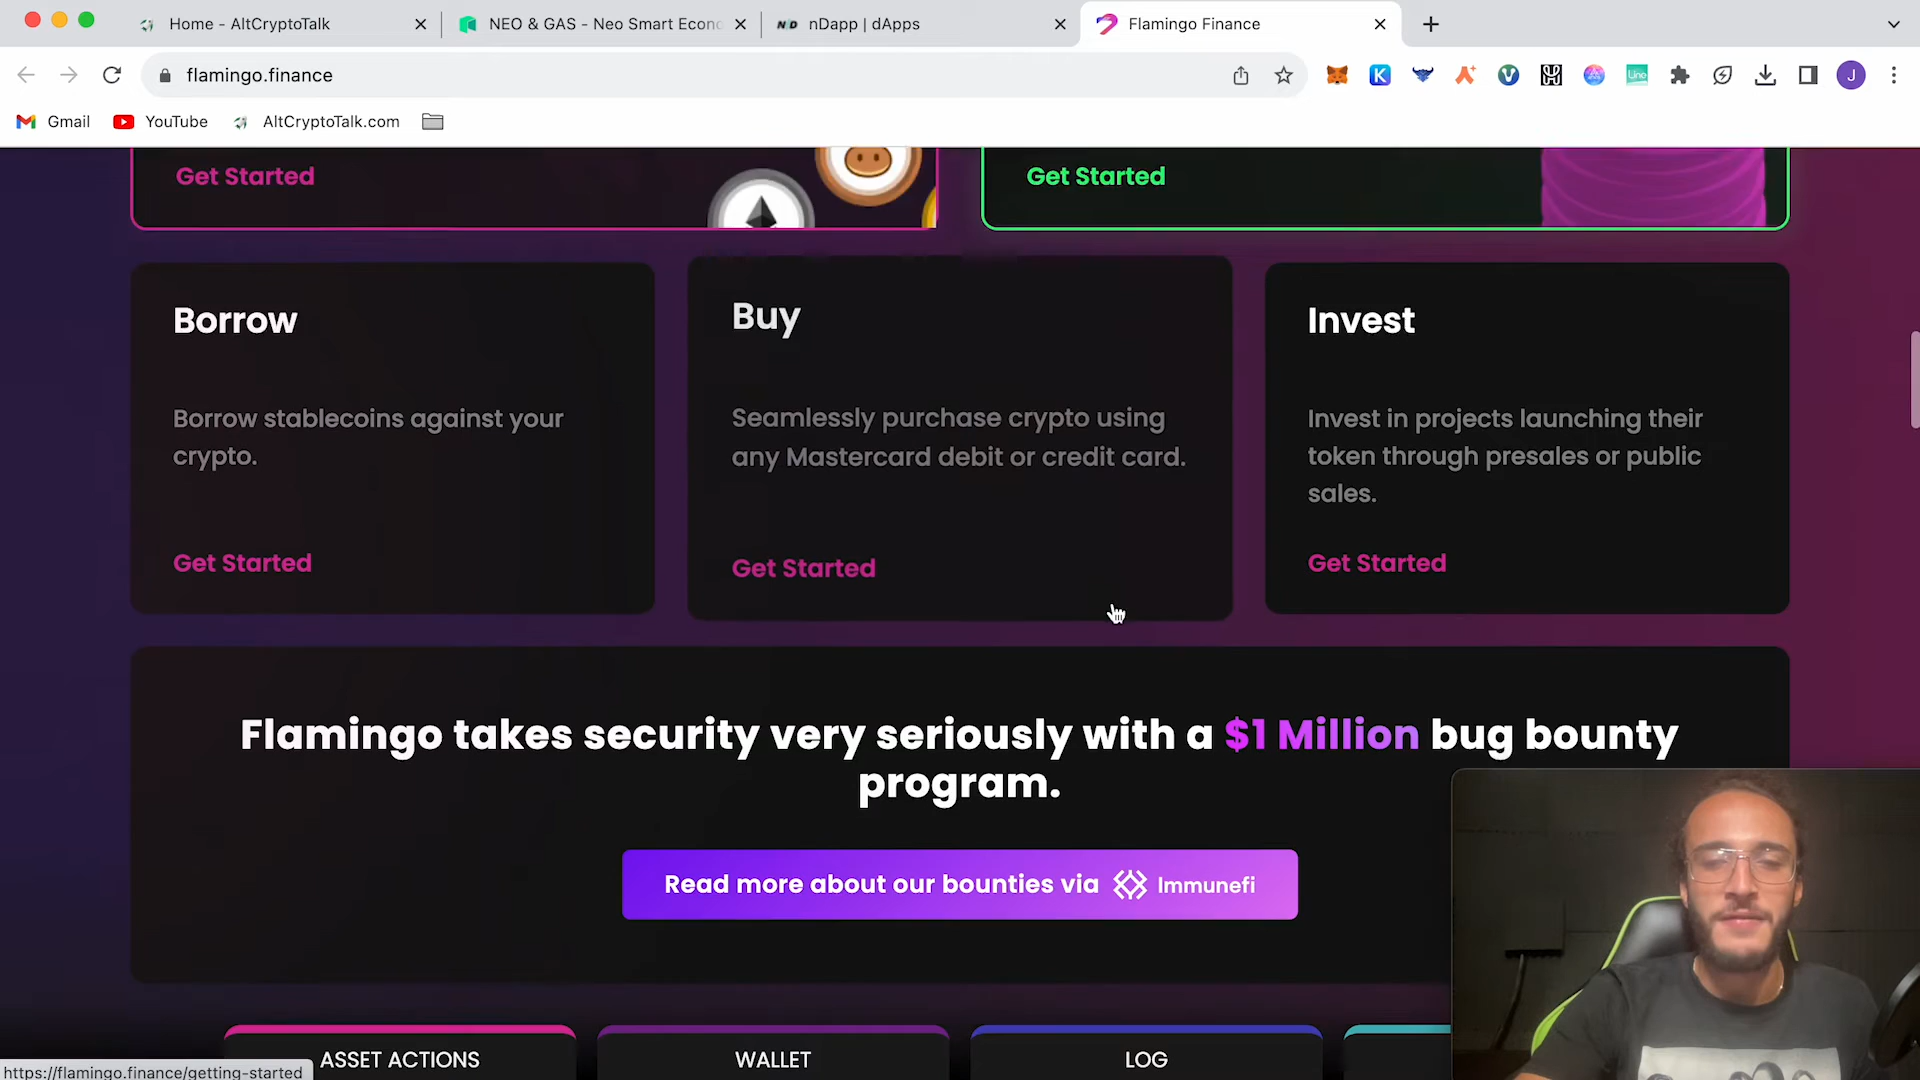 Home - AltCryptoTalk
NEO & GAS - Neo Smart Econo
nDapp | dApps
Flamingo Finance
flamingo.finance
J
Gmail
YouTube
AltCryptoTalk.com
Get Started
Get Started
Borrow
Borrow stablecoins against your
crypto.
Get Started
Buy
Seamlessly purchase crypto using
any Mastercard debit or credit card.
Get Started
Invest
Invest in projects launching their
token through presales or public
sales.
Get Started
Flamingo takes security very seriously with a $1 Million bug bounty
program.
Read more about our bounties via Immunefi
ASSET ACTIONS
WALLET
LOG
https://flamingo.finance/getting-started